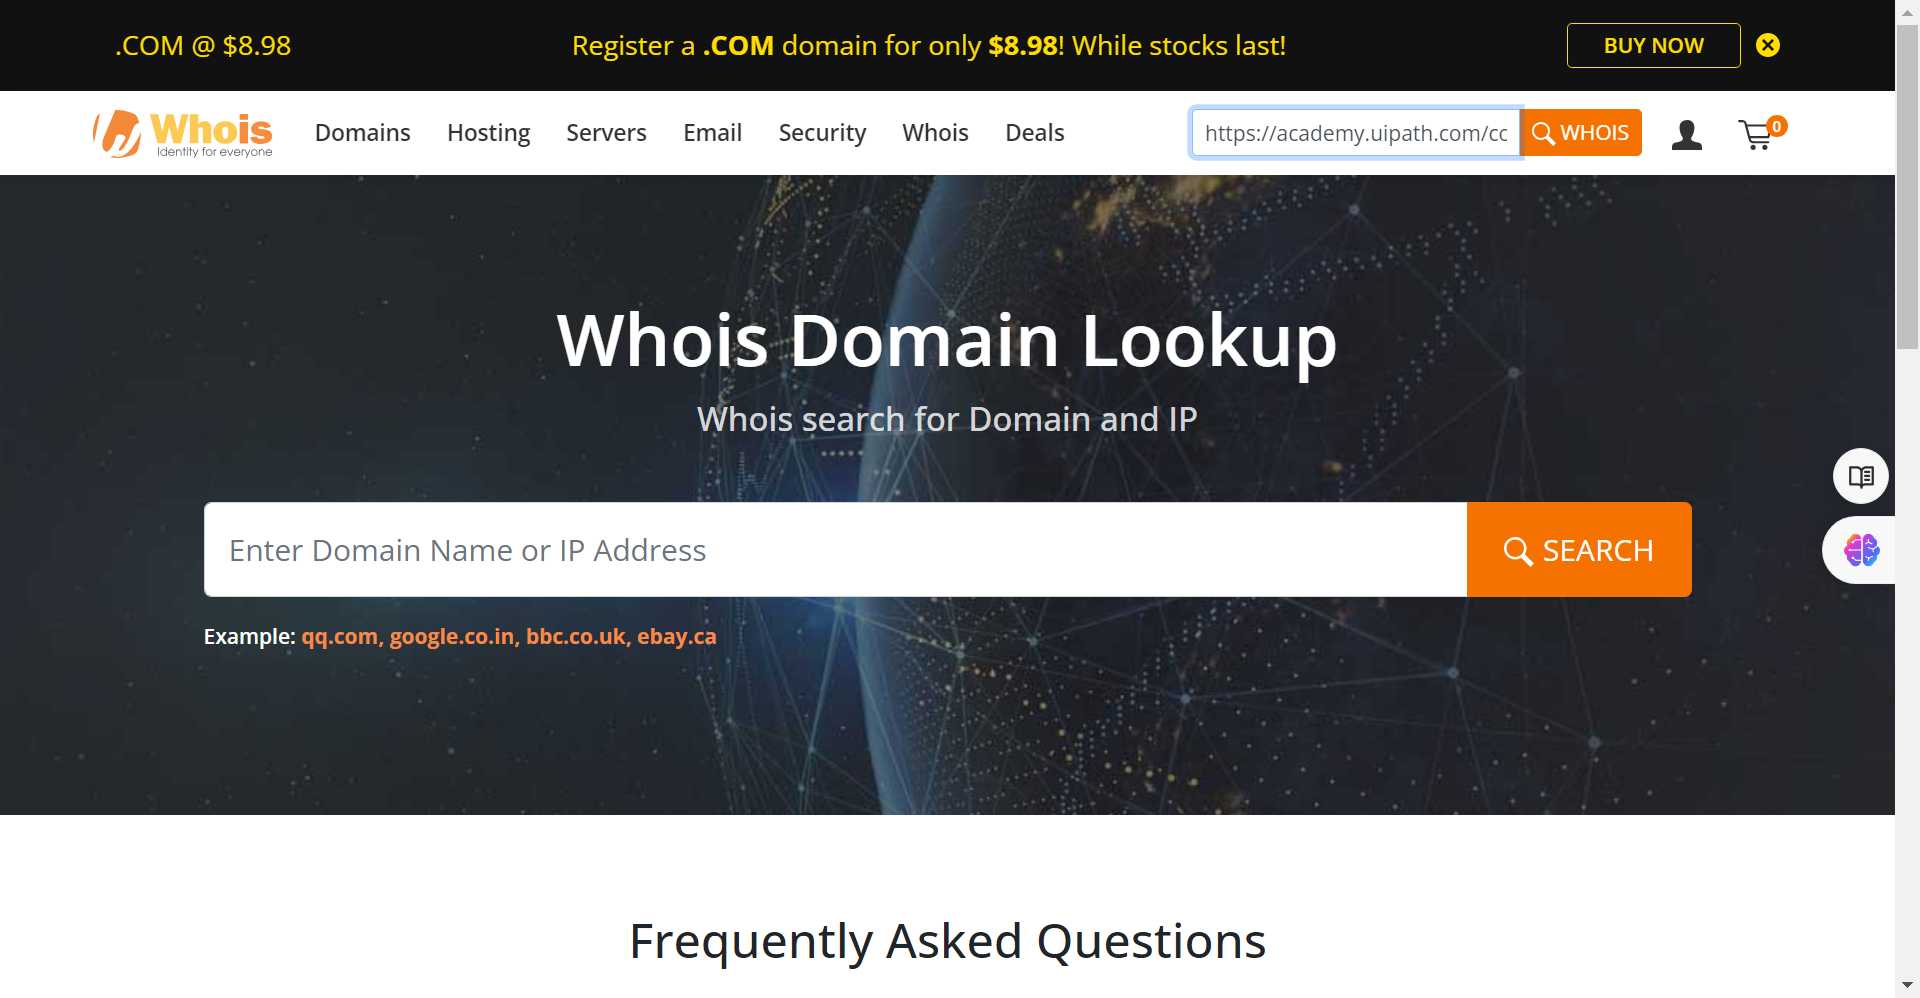 .COM @ $8.98
Register a .COM domain for only $8.98! While stocks last!
BUY NOW
Whois
Identity for everyone
Domains
Hosting
Servers
Email
Security
Whois
Deals
https://academy.uipath.com/cc
WHOIS
0
Whois Domain Lookup
Whois search for Domain and IP
Enter Domain Name or IP Address
SEARCH
Example: qq.com, google.co.in, bbc.co.uk, ebay.ca
Frequently Asked Questions